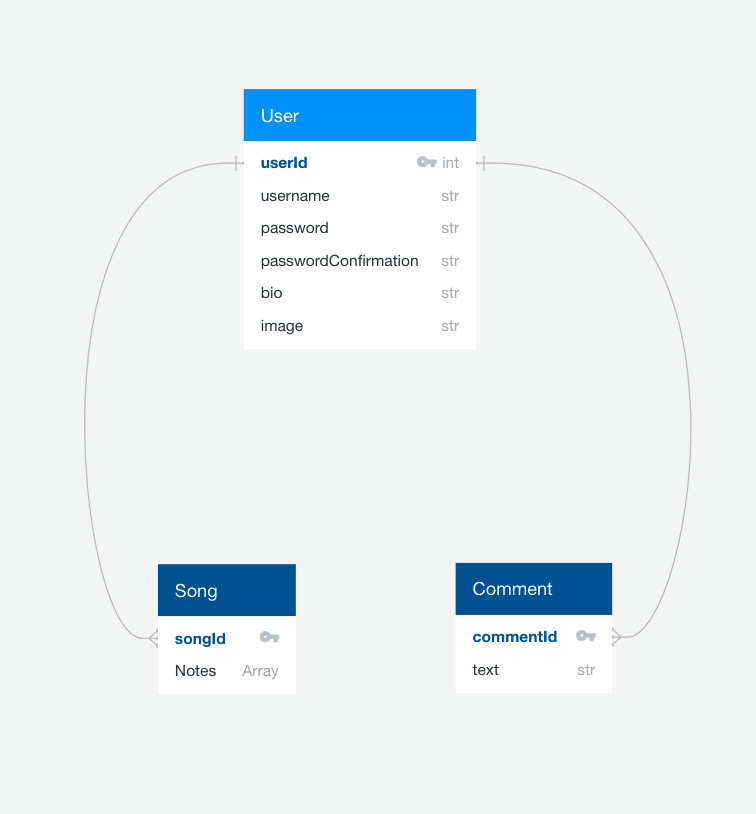 User
userId int
username str
password str
passwordConfirmation str
bio str
image str
Song
songId
Notes Array
Comment
commentId
text str